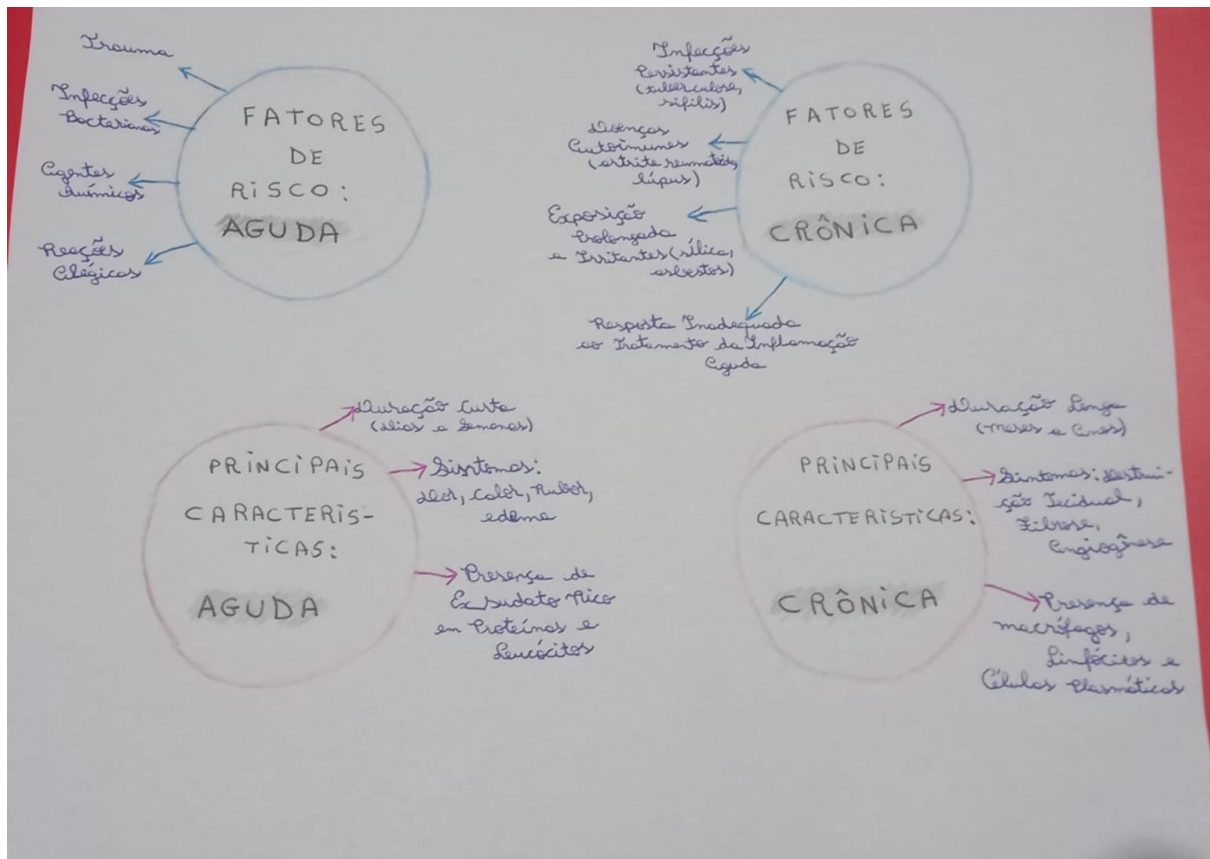 Trauma
Infecções
Bacterianas
Agentes
Químicos
Reações
Alégicas
FATORES
DE
RISCO:
AGUDA
Infecções
Persistentes
(tuberculose,
sífilis)
Doenças
Autoimunes
(artrite reumatóide,
lúpus)
Exposição
Prolongada
a Irritantes (sílica,
asbestos)
Resposta Inadequada
ao Tratamento da Inflamação
Aguda
FATORES
DE
RISCO:
CRÔNICA
Duração Curta
(Dias a Semanas)
Sisntomas:
Dor, Calor, Rubor,
edema
Presença de
Exsudato Rico
em Proteínas e
Leucócitos
PRINCIPAIS
CARACTERIS-
TICAS:
AGUDA
Duração Longa
(Meses a Anos)
Sintomas: Destrui-
ção Tecidual,
Fibrose,
Angiogênese
Presença de
macrófagos,
Linfócitos e
Células Plasmáticas
PRINCIPAIS
CARACTERISTICAS:
CRÔNICA